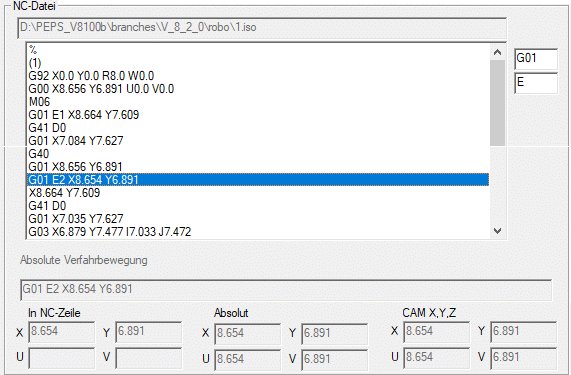 NC-Datei
D:\PEPS_V8100b\branches\V_8_2_0\robo\1.iso
%
(1)
G92 X0.0 Y0.0 R8.0 W0.0
G00 X8.656 Y6.891 U0.0 V0.0
M06
G01 E1 X8.664 Y7.609
G41 D0
G01 X7.084 Y7.627
G40
G01 X8.656 Y6.891
G01 E2 X8.654 Y6.891
X8.664 Y7.609
G41 D0
G01 X7.035 Y7.627
G03 X6.879 Y7.477 I7.033 J7.472
G01
E
Absolute Verfahrbewegung
G01 E2 X8.654 Y6.891
In NC-Zeile Absolut CAM X,Y,Z
X 8.654 Y 6.891 X 8.654 Y 6.891 X 8.654 Y 6.891
U V U 8.654 V 6.891 U 8.654 V 6.891